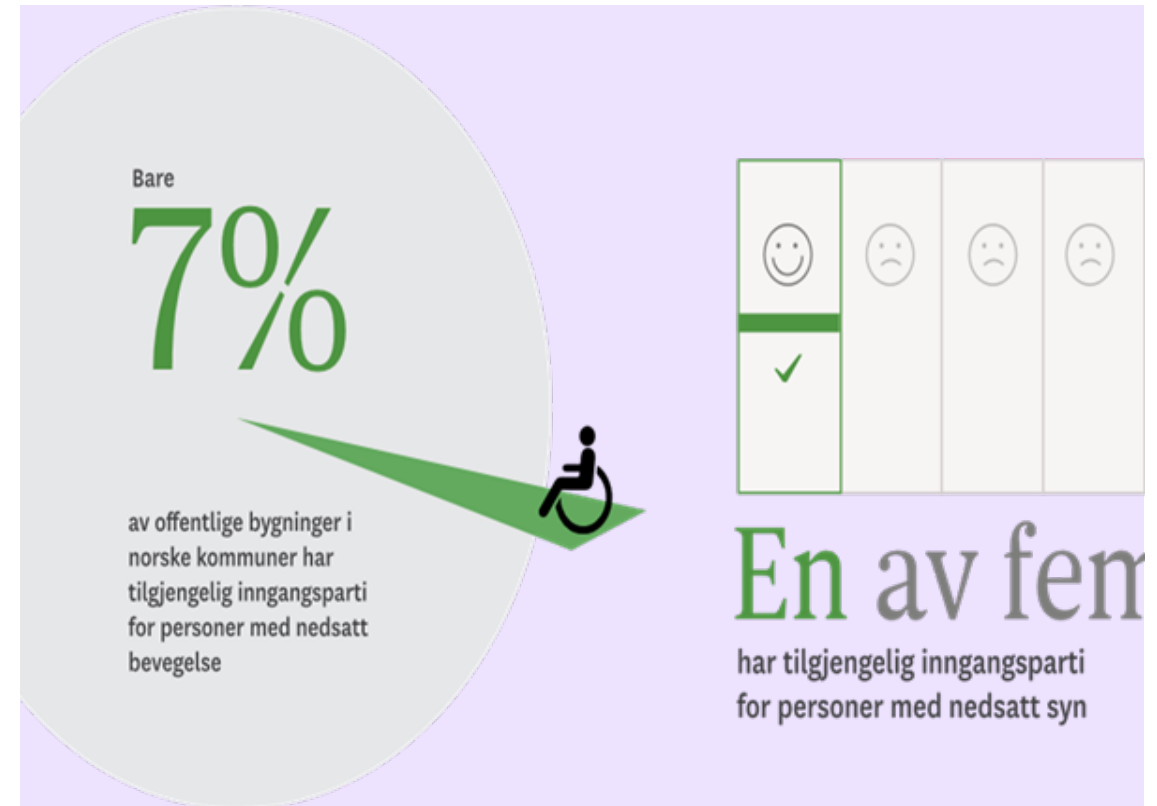 Bare
7%
av offentlige bygninger i
norske kommuner har
tilgjengelig inngangsparti
for personer med nedsatt
bevegelse
En av fem
har tilgjengelig inngangsparti
for personer med nedsatt syn